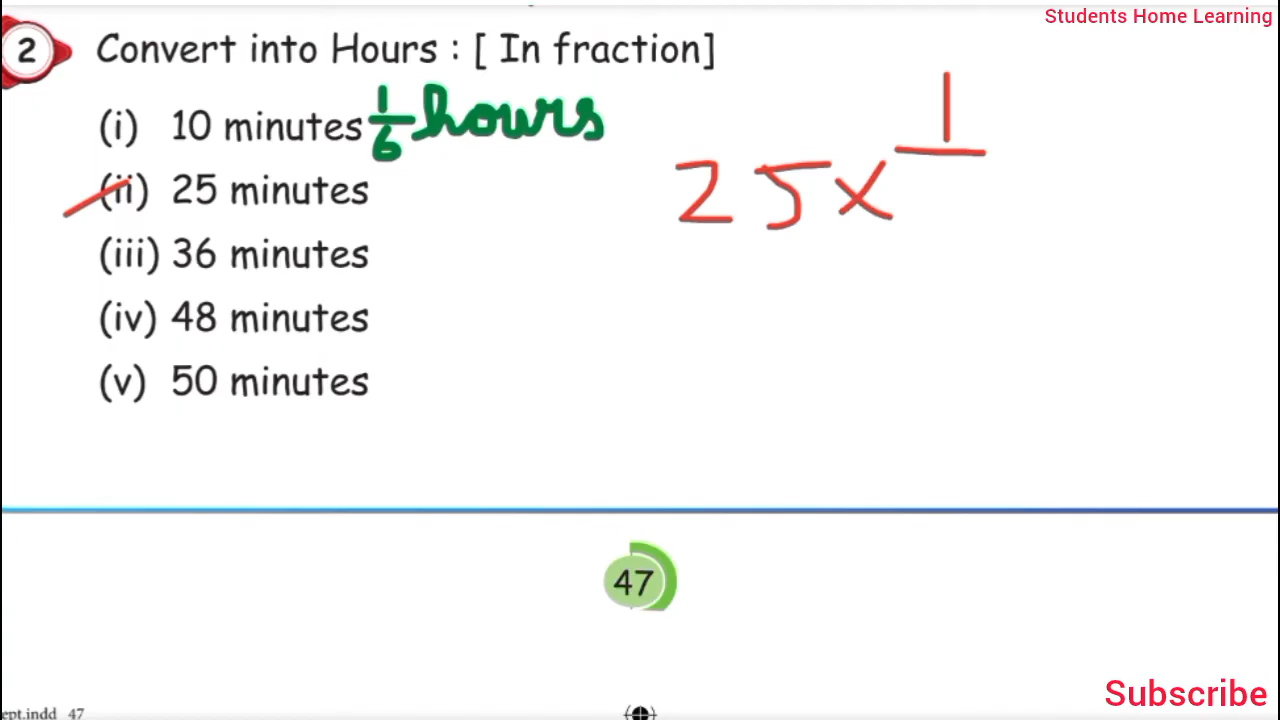 Students Home Learning
2 Convert into Hours : [ In fraction]
(i) 10 minutes 1/6 hours
(ii) 25 minutes 25 x 1
(iii) 36 minutes
(iv) 48 minutes
(v) 50 minutes
47
Subscribe
ept.indd 47